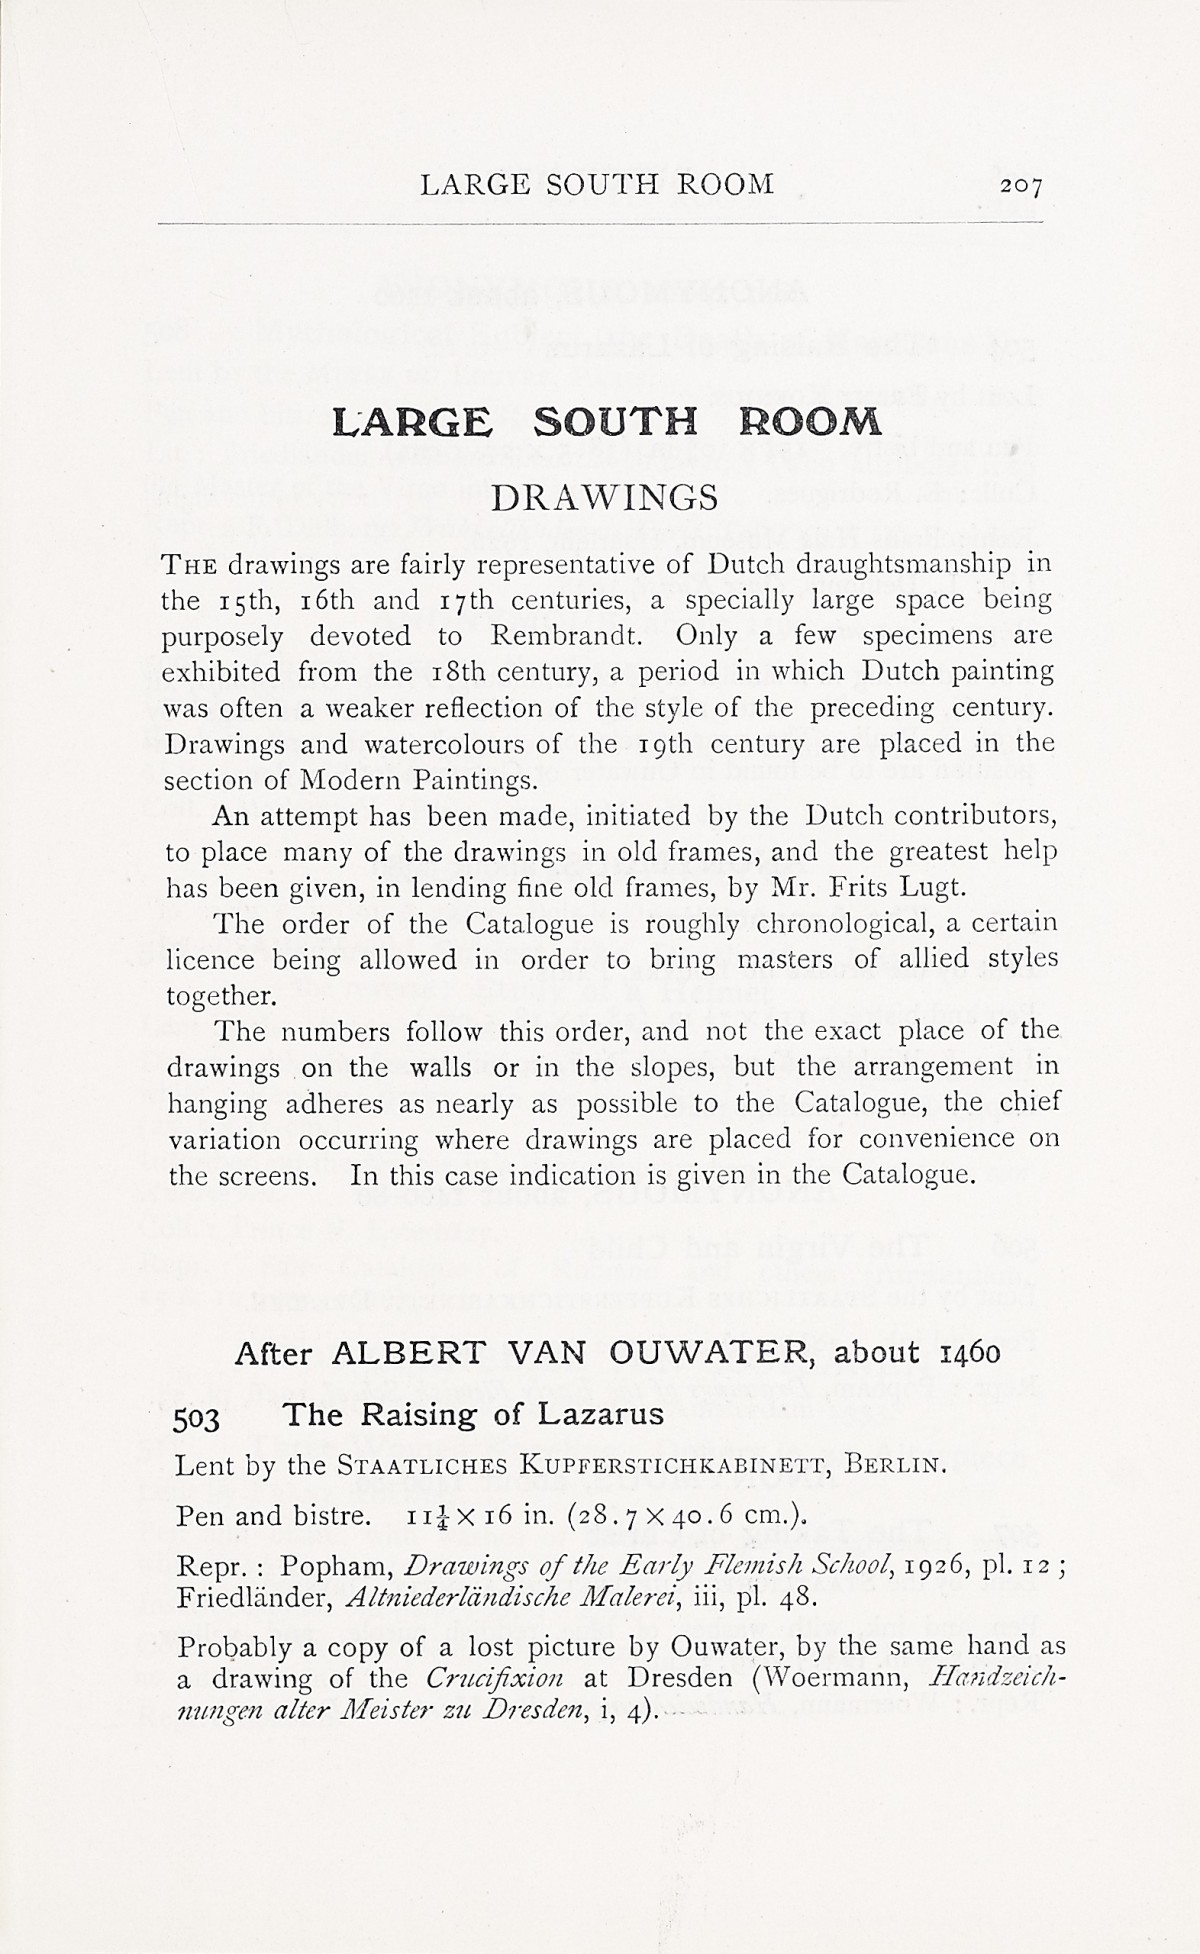 LARGE SOUTH ROOM 207
LARGE SOUTH ROOM
DRAWINGS
THE drawings are fairly representative of Dutch draughtsmanship in
the 15th, 16th and 17th centuries, a specially large space being
purposely devoted to Rembrandt. Only a few specimens are
exhibited from the 18th century, a period in which Dutch painting
was often a weaker reflection of the style of the preceding century.
Drawings and watercolours of the 19th century are placed in the
section of Modern Paintings.
An attempt has been made, initiated by the Dutch contributors,
to place many of the drawings in old frames, and the greatest help
has been given, in lending fine old frames, by Mr. Frits Lugt.
The order of the Catalogue is roughly chronological, a certain
licence being allowed in order to bring masters of allied styles
together.
The numbers follow this order, and not the exact place of the
drawings on the walls or in the slopes, but the arrangement in
hanging adheres as nearly as possible to the Catalogue, the chief
variation occurring where drawings are placed for convenience on
the screens. In this case indication is given in the Catalogue.
After ALBERT VAN OUWATER, about 1460
503 The Raising of Lazarus
Lent by the STAATLICHES KUPFERSTICHKABINETT, BERLIN.
Pen and bistre. 11¼ × 16 in. (28.7 × 40.6 cm.).
Repr. : Popham, Drawings of the Early Flemish School, 1926, pl. 12 ;
Friedländer, Altniederländische Malerei, iii, pl. 48.
Probably a copy of a lost picture by Ouwater, by the same hand as
a drawing of the Crucifixion at Dresden (Woermann, Handzeich-
nungen alter Meister zu Dresden, i, 4).